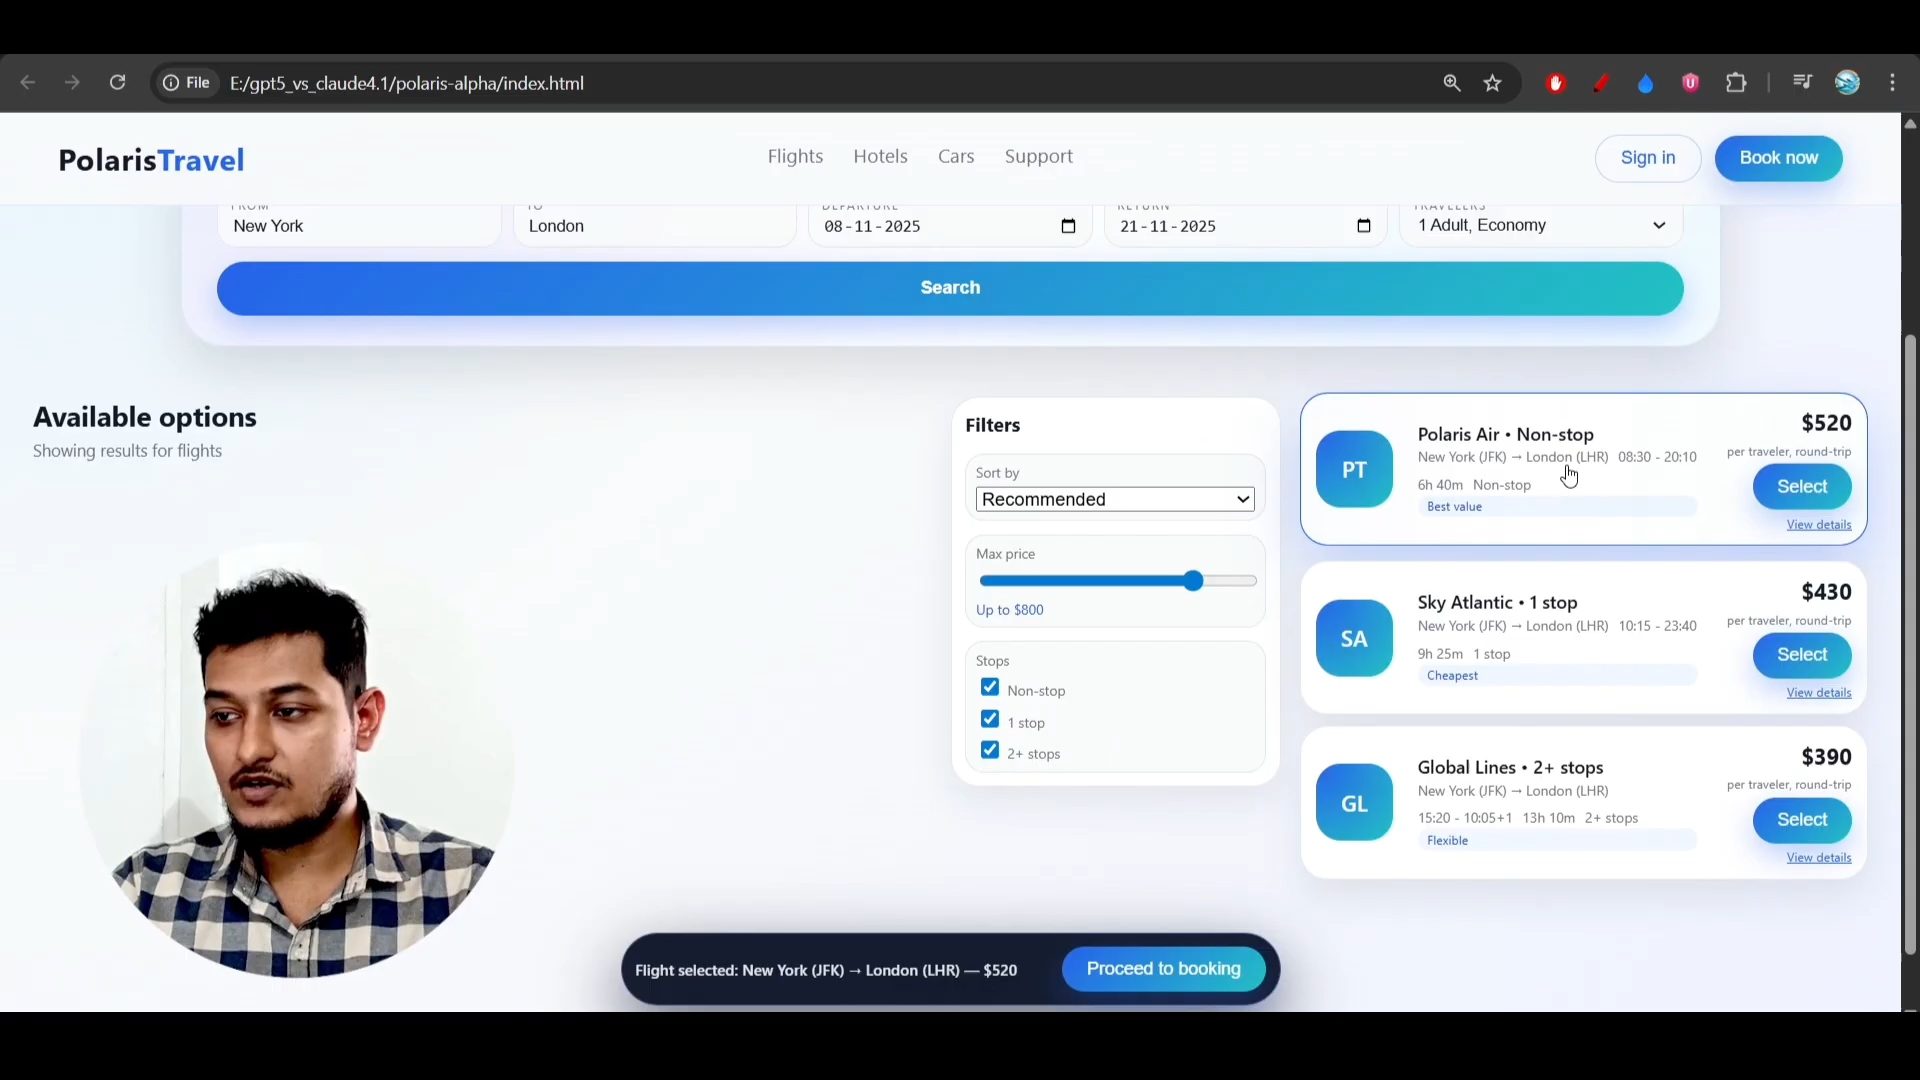 File E:/gpt5_vs_claude4.1/polaris-alpha/index.html
PolarisTravel
Flights Hotels Cars Support
Sign in
Book now
New York
London
08-11-2025
21-11-2025
1 Adult, Economy
Search
Available options
Showing results for flights
Filters
Sort by
Recommended
Max price
Up to $800
Stops
Non-stop
1 stop
2+ stops
PT
Polaris Air • Non-stop
New York (JFK) → London (LHR) 08:30 - 20:10
6h 40m Non-stop
Best value
$520
per traveler, round-trip
Select
View details
SA
Sky Atlantic • 1 stop
New York (JFK) → London (LHR) 10:15 - 23:40
9h 25m 1 stop
Cheapest
$430
per traveler, round-trip
Select
View details
GL
Global Lines • 2+ stops
New York (JFK) → London (LHR)
15:20 - 10:05+1 13h 10m 2+ stops
Flexible
$390
per traveler, round-trip
Select
View details
Flight selected: New York (JFK) → London (LHR) — $520
Proceed to booking